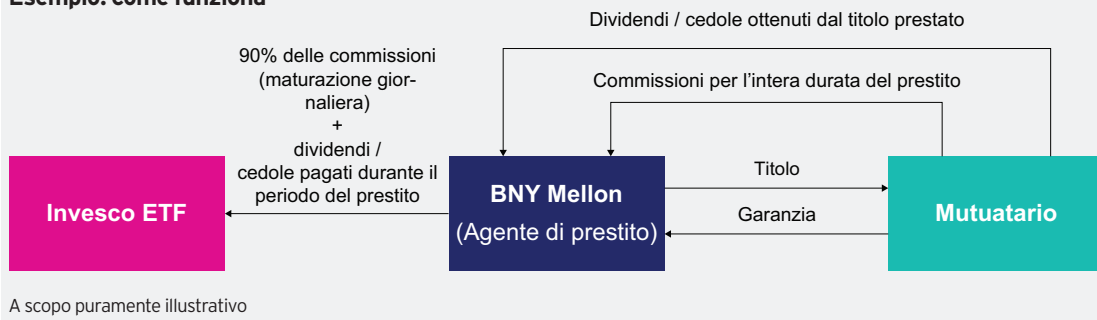 Esempio: come funziona
Dividendi / cedole ottenuti dal titolo prestato
90% delle commissioni
(maturazione gior-
naliera)
+
dividendi /
cedole pagati durante il
periodo del prestito
Commissioni per l'intera durata del prestito
Invesco ETF
BNY Mellon
(Agente di prestito)
Titolo
Garanzia
Mutuatario
A scopo puramente illustrativo